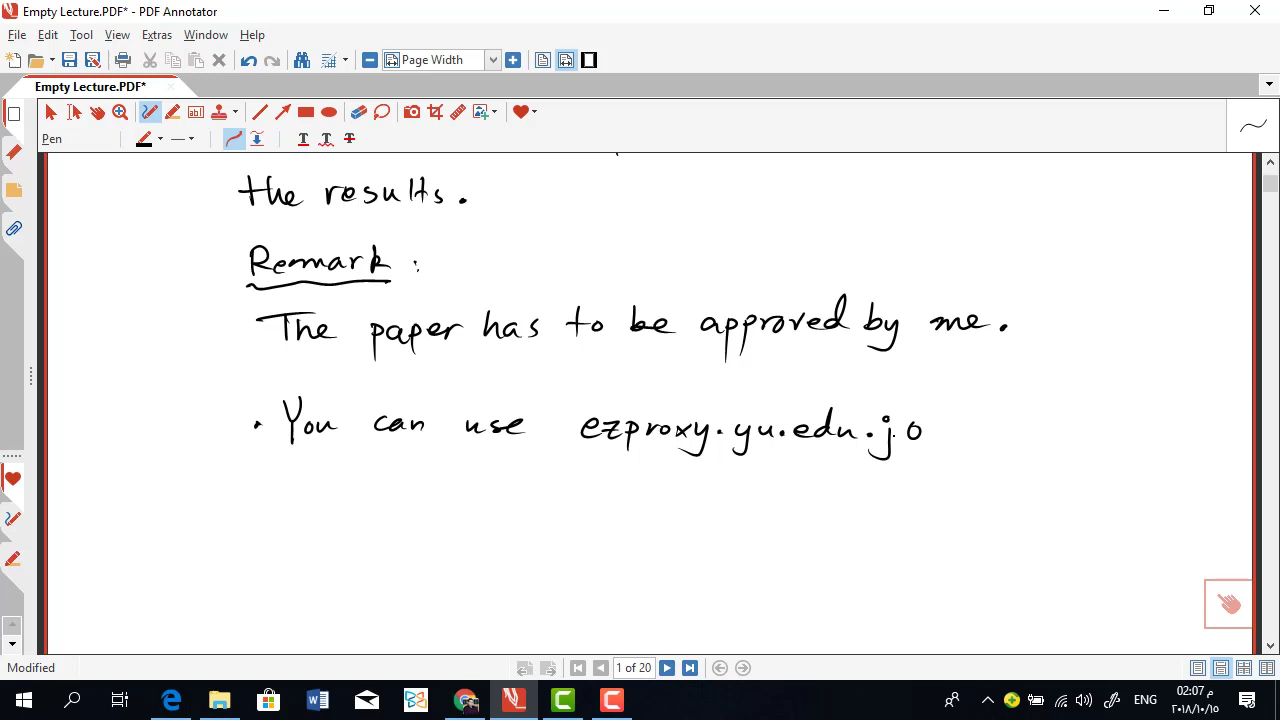 Empty Lecture.PDF* - PDF Annotator
File Edit Tool View Extras Window Help
Page Width
Empty Lecture.PDF*
Pen
the results.
Remark :
The paper has to be approved by me.
• You can use ezproxy.yu.edu.jo
Modified
1 of 20
ENG
02:07 م
٢٠١٨/١٠/١٥